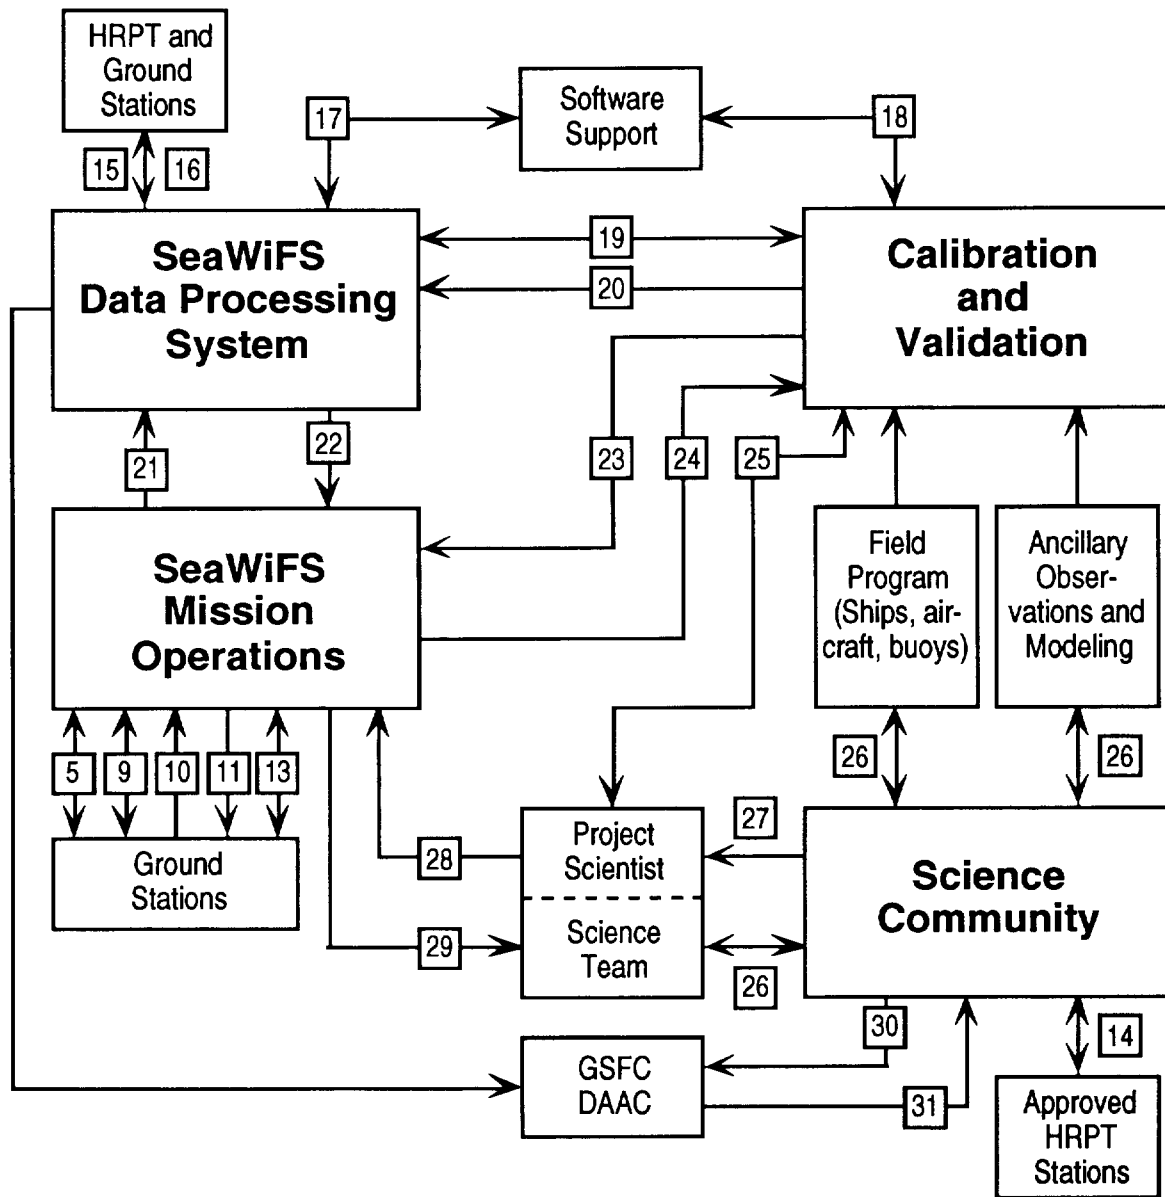 HRPT and
Ground
Stations
15
16
17
Software
Support
18
SeaWiFS
Data Processing
System
19
20
Calibration
and
Validation
21
22
23
24
25
SeaWiFS
Mission
Operations
Field
Program
(Ships, air-
craft, buoys)
Ancillary
Obser-
vations and
Modeling
5
9
10
11
13
26
26
Ground
Stations
28
29
Project
Scientist
Science
Team
27
26
Science
Community
30
14
GSFC
DAAC
31
Approved
HRPT
Stations